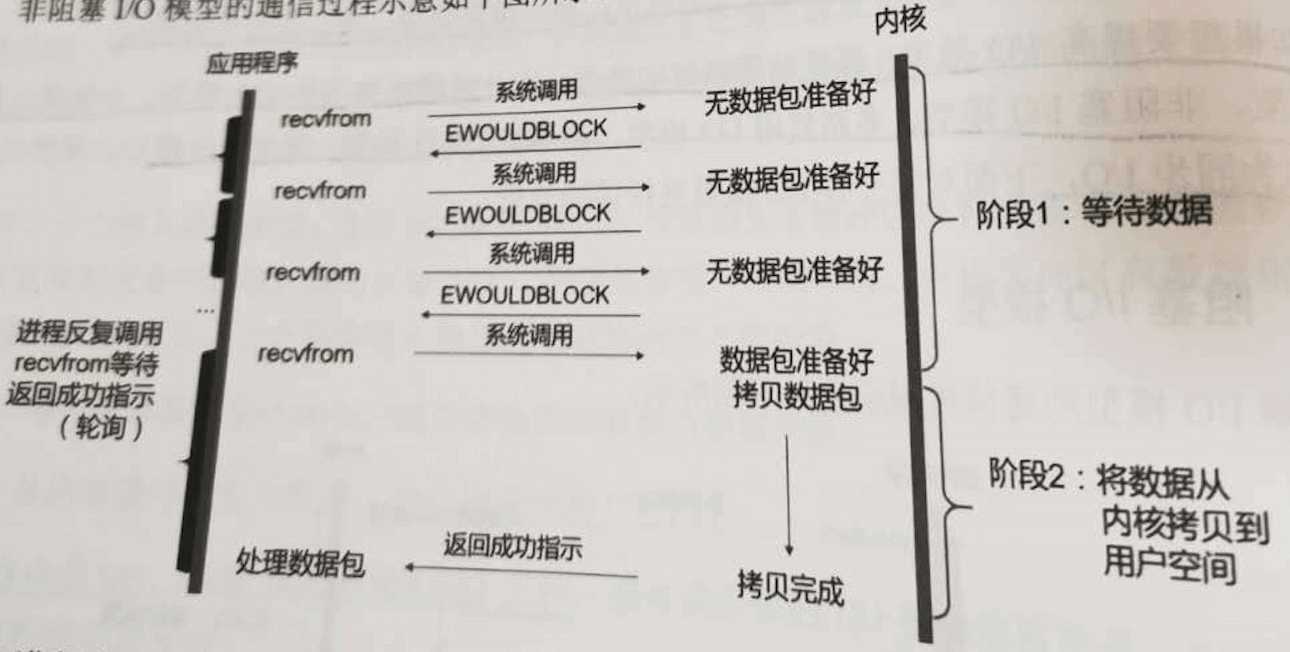 非阻塞 I/O 模型的通信过程示意如下图所示
应用程序
内核
recvfrom
系统调用
无数据包准备好
EWOULDBLOCK
recvfrom
系统调用
无数据包准备好
EWOULDBLOCK
阶段1：等待数据
recvfrom
系统调用
无数据包准备好
EWOULDBLOCK
...
进程反复调用
recvfrom等待
返回成功指示
（轮询）
recvfrom
系统调用
数据包准备好
拷贝数据包
阶段2：将数据从
内核拷贝到
用户空间
处理数据包
返回成功指示
拷贝完成